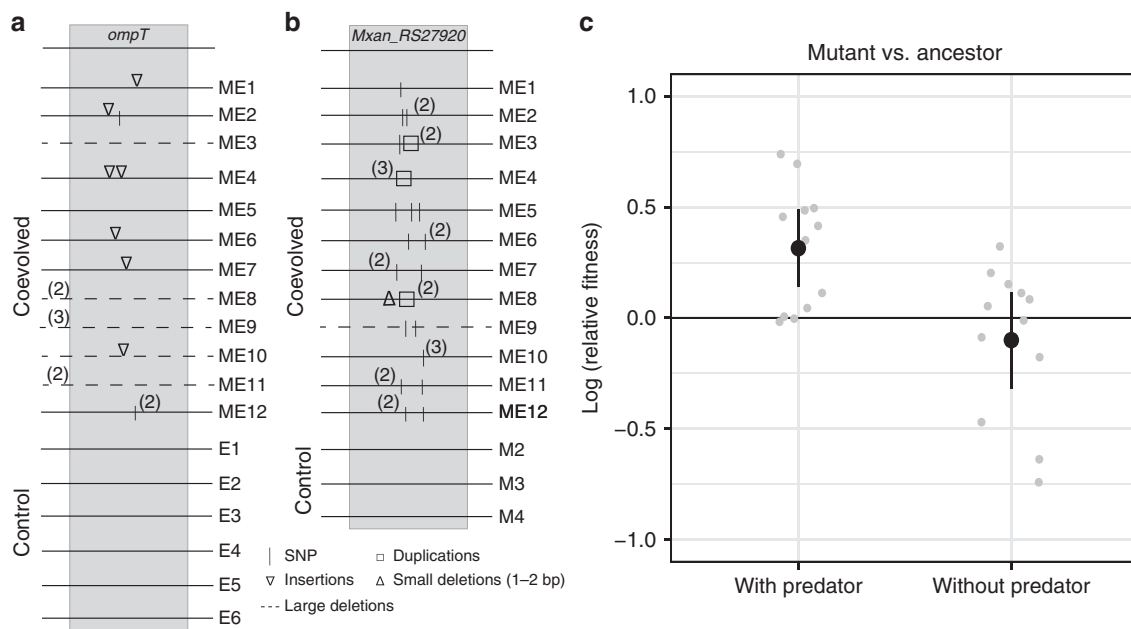 a
ompT
ME1
ME2
ME3
ME4
ME5
ME6
ME7
(2)
ME8
(3)
ME9
ME10
(2)
ME11
(2)
ME12
Coevolved
E1
E2
E3
E4
E5
E6
Control
b
Mxan_RS27920
ME1
(2)
ME2
(2)
ME3
(3)
ME4
ME5
(2)
ME6
(2)
ME7
(2)
ME8
ME9
(3)
ME10
(2)
ME11
(2)
ME12
Coevolved
M2
M3
M4
Control
SNP
Duplications
Insertions
Small deletions (1–2 bp)
Large deletions
c
Mutant vs. ancestor
Log (relative fitness)
1.0
0.5
0.0
−0.5
−1.0
With predator
Without predator